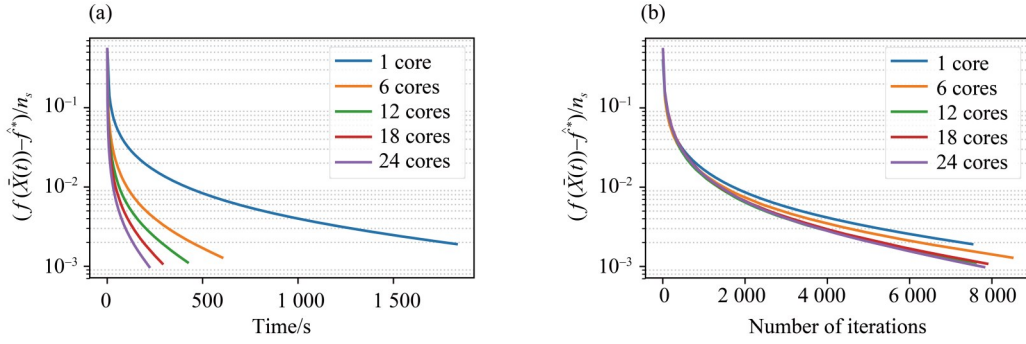 (a)
(f (X̄(t))–f̂*)/nₛ
10⁻¹
10⁻²
10⁻³
1 core
6 cores
12 cores
18 cores
24 cores
0
500
1 000
1 500
Time/s
(b)
(f (X̄(t))–f̂*)/nₛ
10⁻¹
10⁻²
10⁻³
1 core
6 cores
12 cores
18 cores
24 cores
0
2 000
4 000
6 000
8 000
Number of iterations